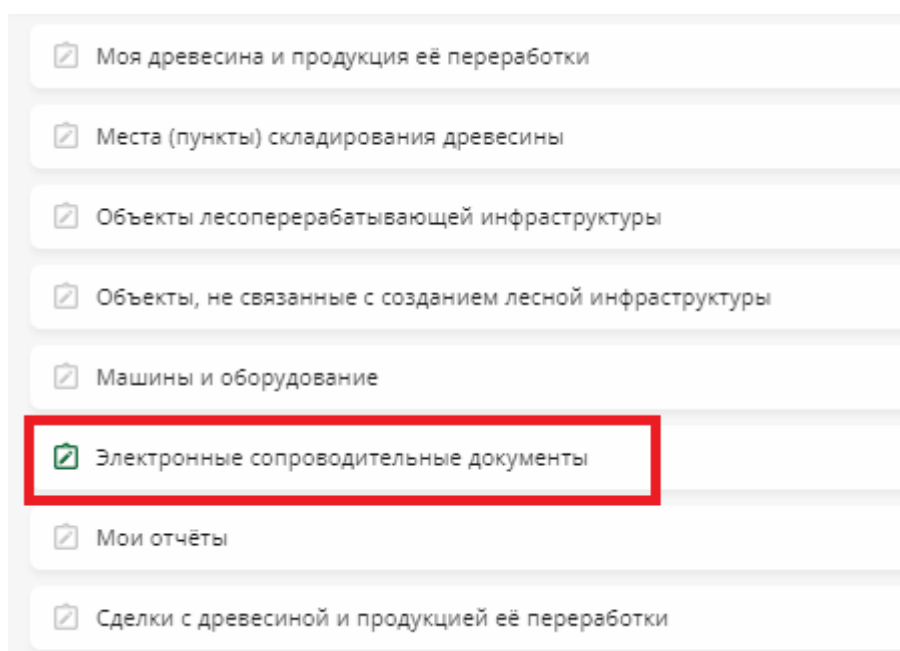 Моя древесина и продукция её переработки
Места (пункты) складирования древесины
Объекты лесоперерабатывающей инфраструктуры
Объекты, не связанные с созданием лесной инфраструктуры
Машины и оборудование
Электронные сопроводительные документы
Мои отчёты
Сделки с древесиной и продукцией её переработки